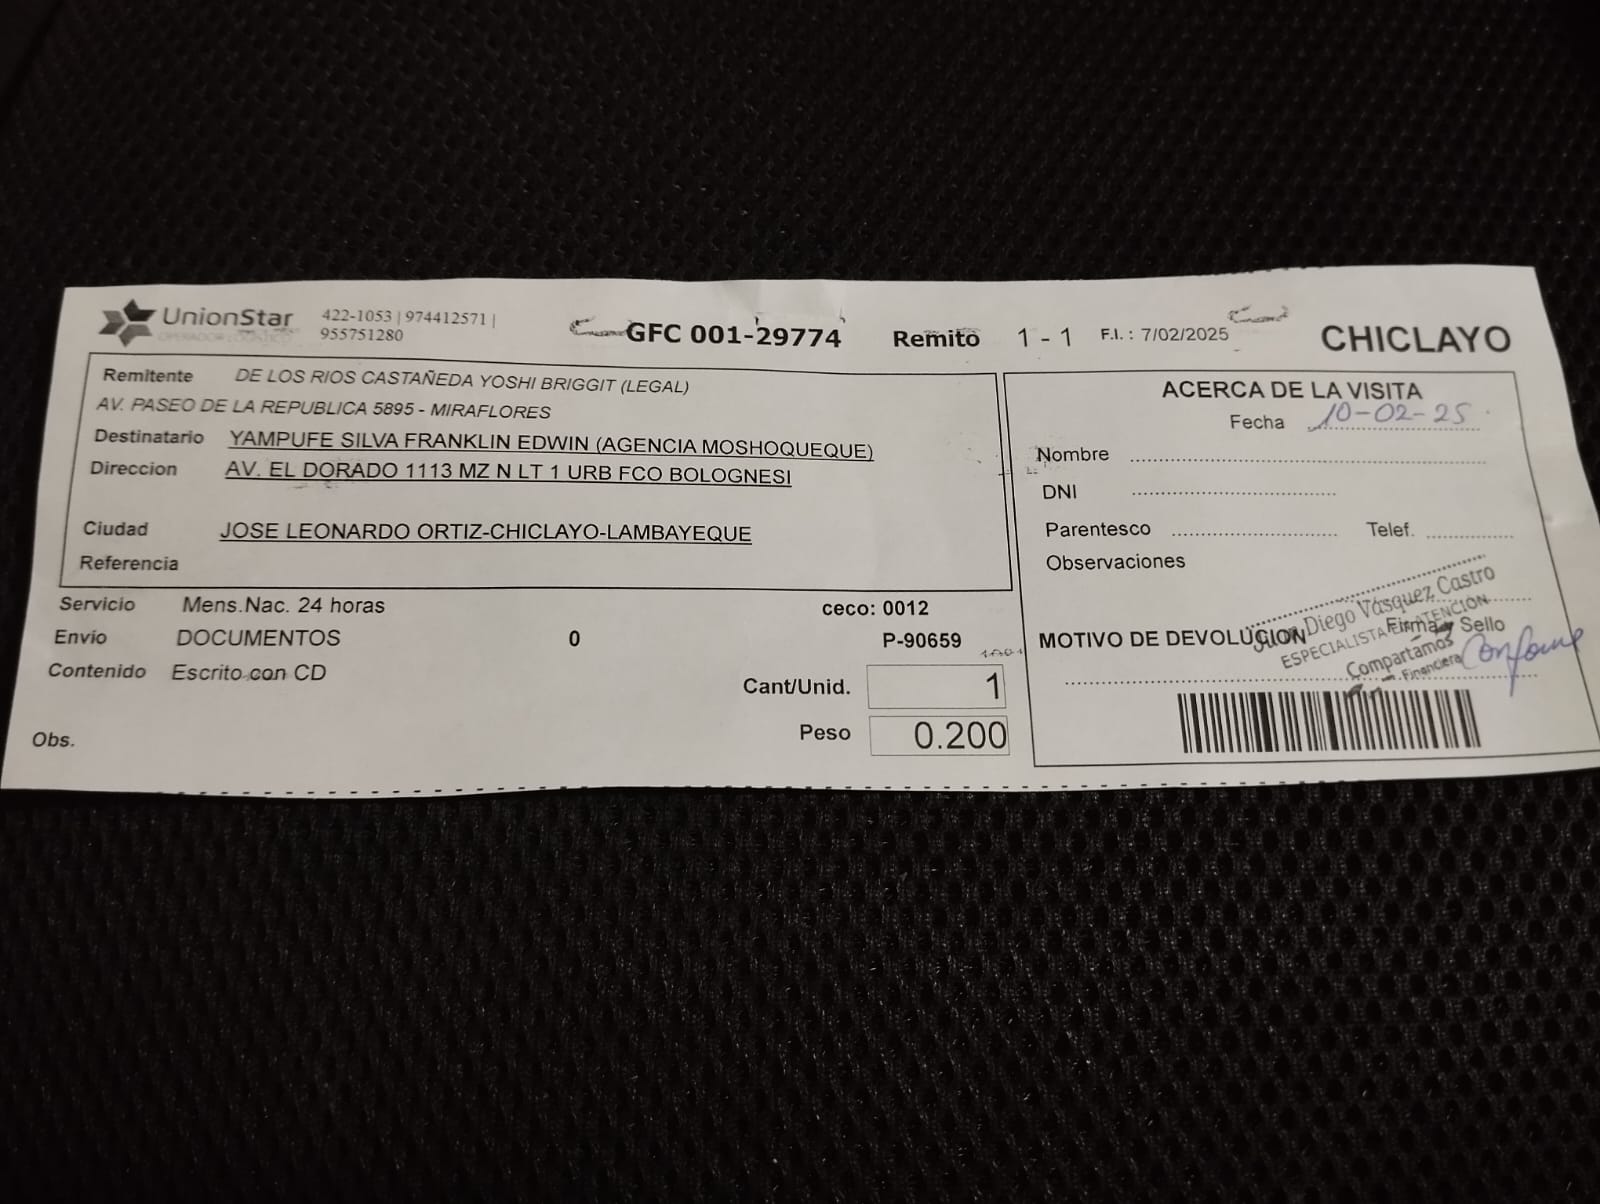 UnionStar
OPERADOR LOGISTICO
422-1053 | 974412571 |
955751280
GFC 001-29774
Remito 1 - 1
F.I. : 7/02/2025
CHICLAYO
Remitente DE LOS RIOS CASTAÑEDA YOSHI BRIGGIT (LEGAL)
AV. PASEO DE LA REPUBLICA 5895 - MIRAFLORES
Destinatario YAMPUFE SILVA FRANKLIN EDWIN (AGENCIA MOSHOQUEQUE)
Direccion AV. EL DORADO 1113 MZ N LT 1 URB FCO BOLOGNESI
Ciudad JOSE LEONARDO ORTIZ-CHICLAYO-LAMBAYEQUE
Referencia
Servicio Mens.Nac. 24 horas ceco: 0012
Envio DOCUMENTOS 0 P-90659
Contenido Escrito con CD
Cant/Unid. 1
Peso 0.200
Obs.
ACERCA DE LA VISITA
Fecha 10-02-25
Nombre
DNI
Parentesco Telef.
Observaciones
MOTIVO DE DEVOLUCION
Firma y Sello
Diego Vásquez Castro
ESPECIALISTA EN ATENCIÓN
Compartamos
Financiera
Conforme